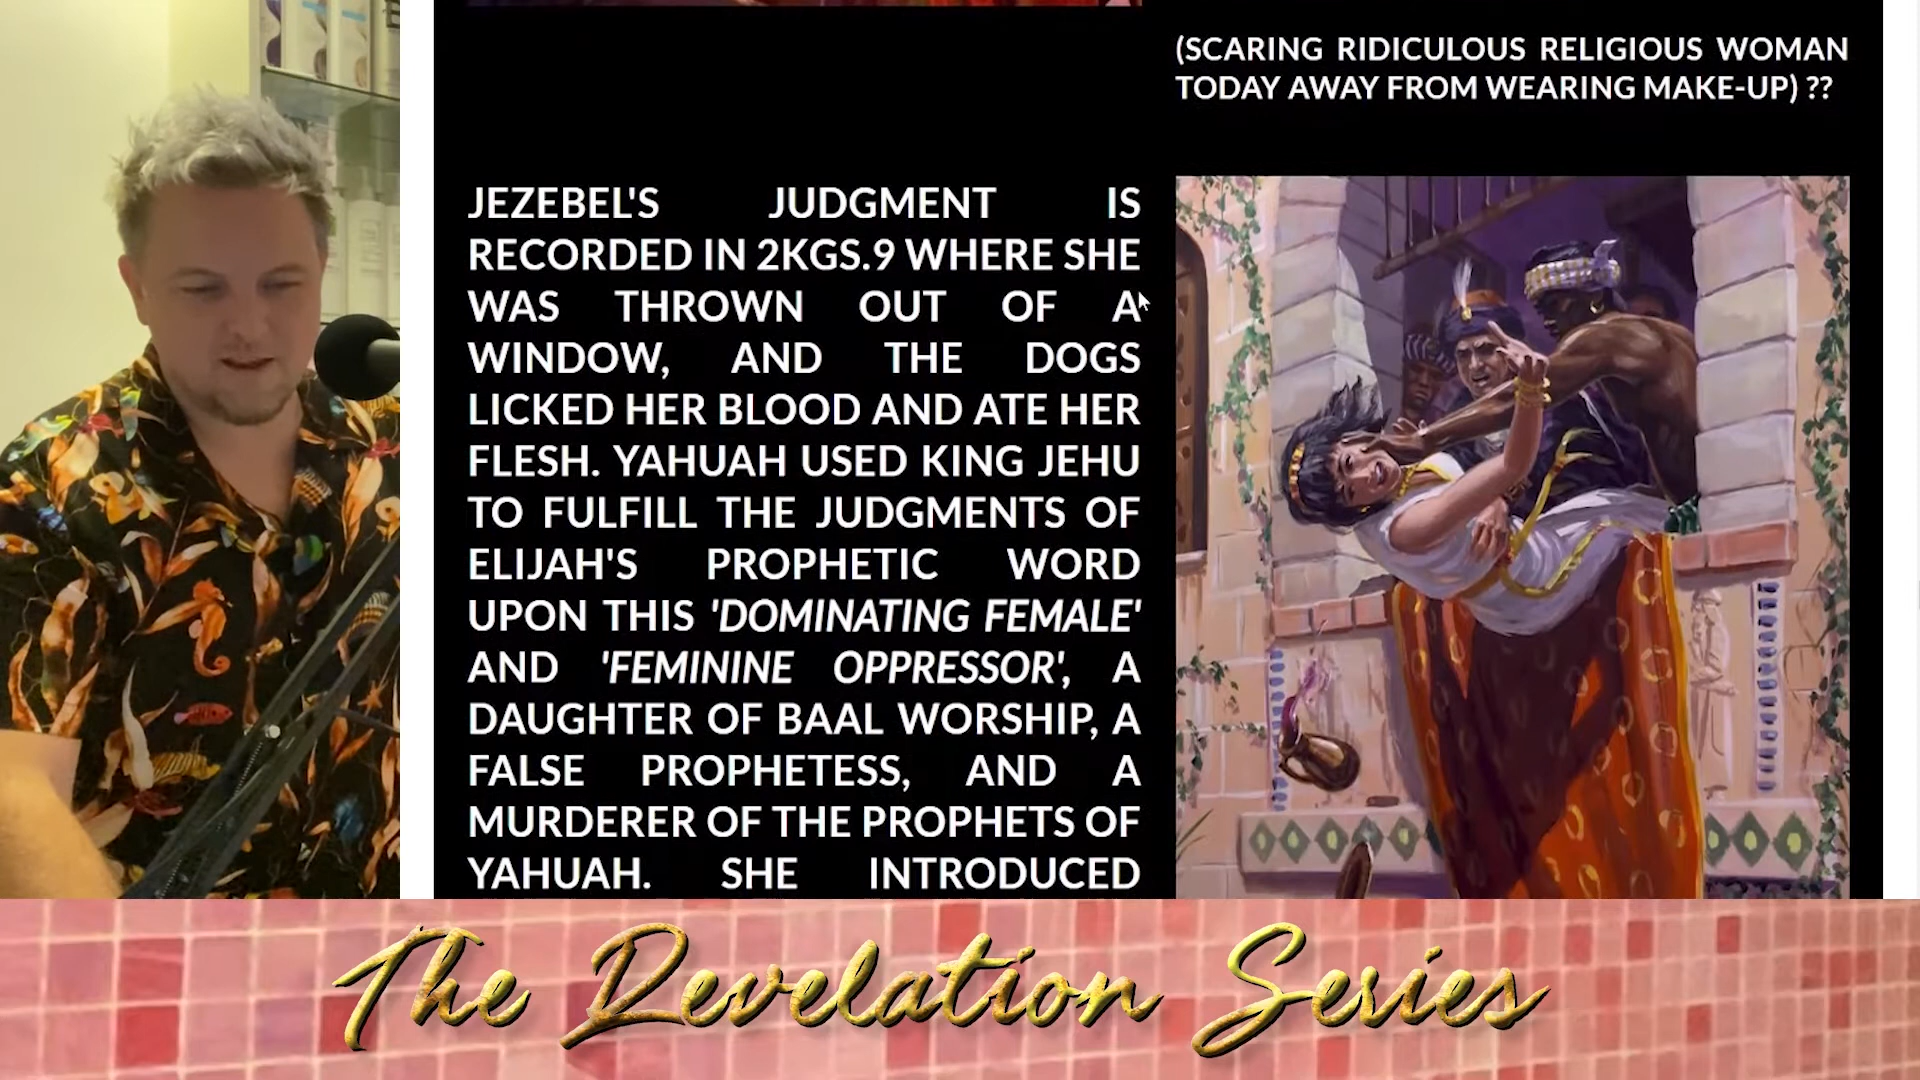 (SCARING RIDICULOUS RELIGIOUS WOMAN
TODAY AWAY FROM WEARING MAKE-UP) ??
JEZEBEL'S JUDGMENT IS
RECORDED IN 2KGS.9 WHERE SHE
WAS THROWN OUT OF A
WINDOW, AND THE DOGS
LICKED HER BLOOD AND ATE HER
FLESH. YAHUAH USED KING JEHU
TO FULFILL THE JUDGMENTS OF
ELIJAH'S PROPHETIC WORD
UPON THIS 'DOMINATING FEMALE'
AND 'FEMININE OPPRESSOR', A
DAUGHTER OF BAAL WORSHIP, A
FALSE PROPHETESS, AND A
MURDERER OF THE PROPHETS OF
YAHUAH. SHE INTRODUCED
The Revelation Series